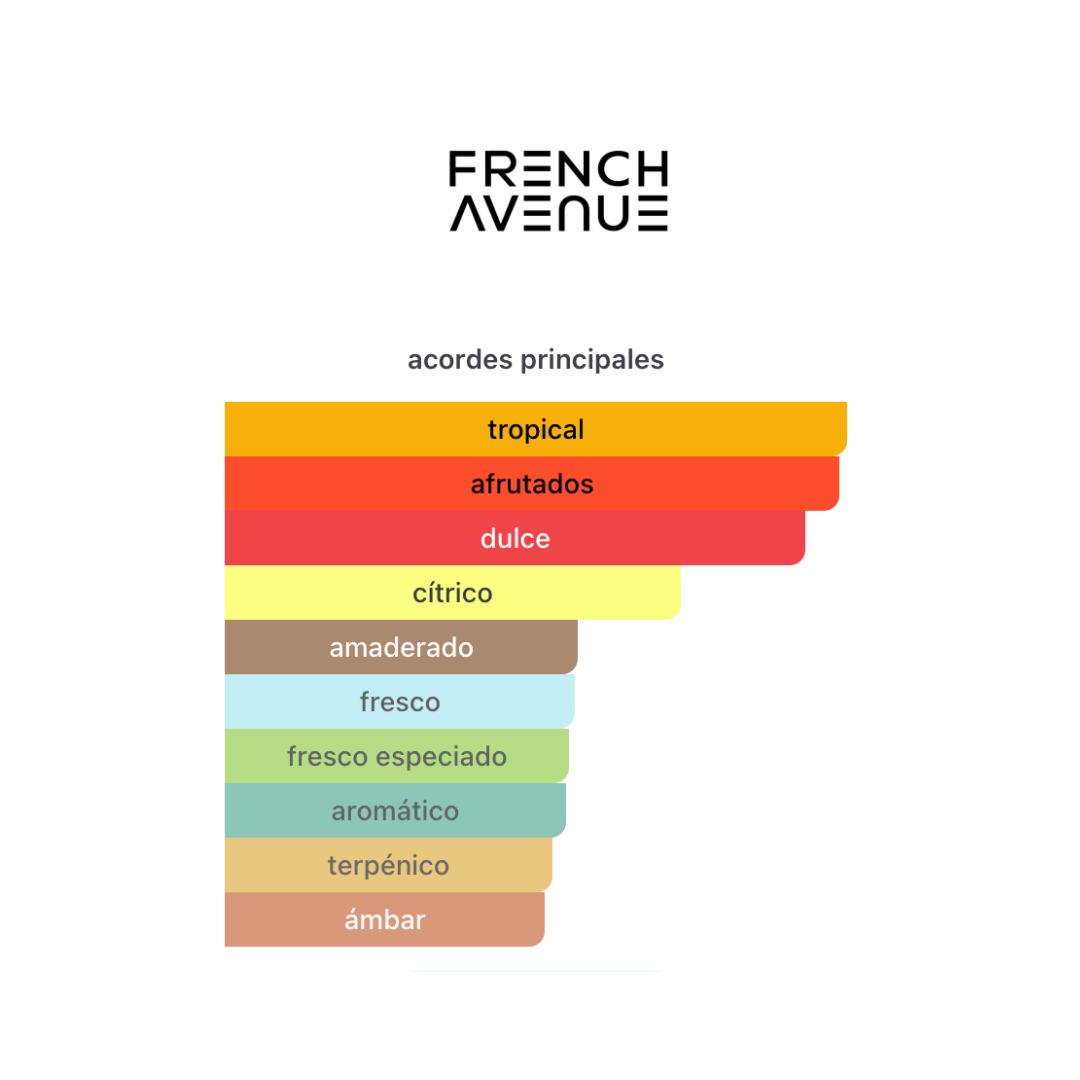 FRENCH
AVENUE
acordes principales
tropical
afrutados
dulce
cítrico
amaderado
fresco
fresco especiado
aromático
terpénico
ámbar